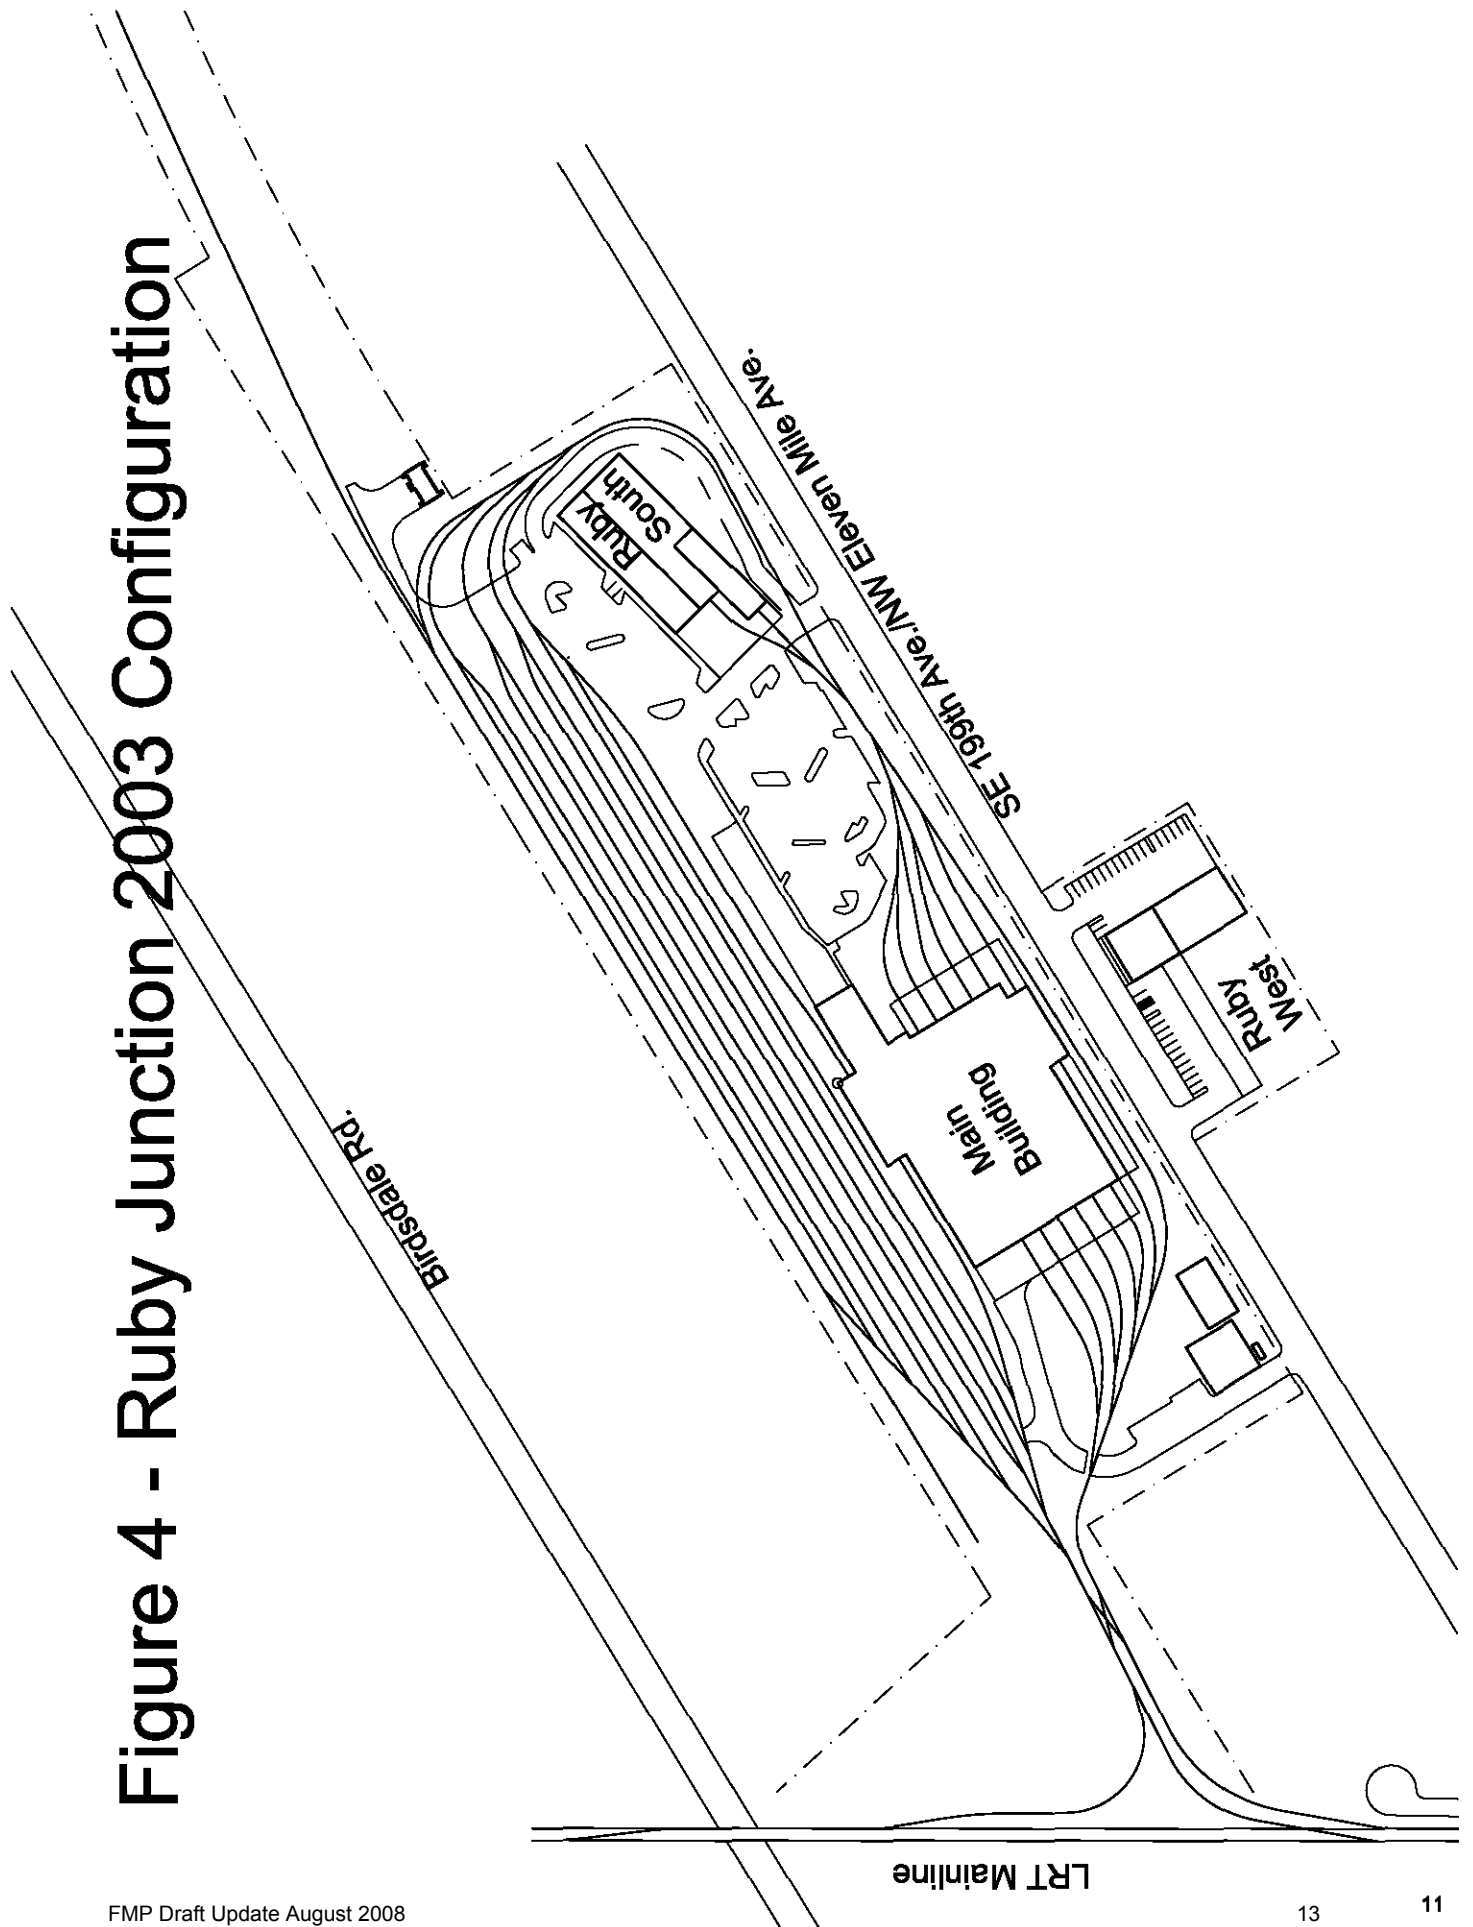 Figure 4 - Ruby Junction 2003 Configuration
Birdsdale Rd.
SE 199th Ave./NW Eleven Mile Ave.
Ruby
South
Main
Building
Ruby
West
LRT Mainline
FMP Draft Update August 2008
13
11